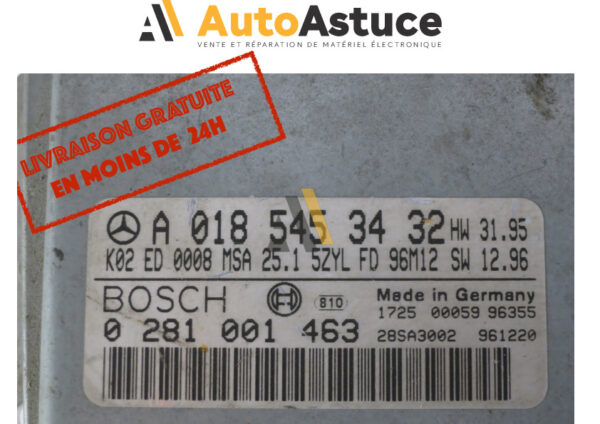 AutoAstuce
VENTE ET RÉPARATION DE MATÉRIEL ÉLECTRONIQUE
LIVRAISON GRATUITE
EN MOINS DE 24H
A 018 545 34 32 HW 31.95
K02 ED 0008 MSA 25.1 5ZYL FD 96M12 SW 12.96
BOSCH 810 Made in Germany
1725 00059 96355
0 281 001 463 28SA3002 961220